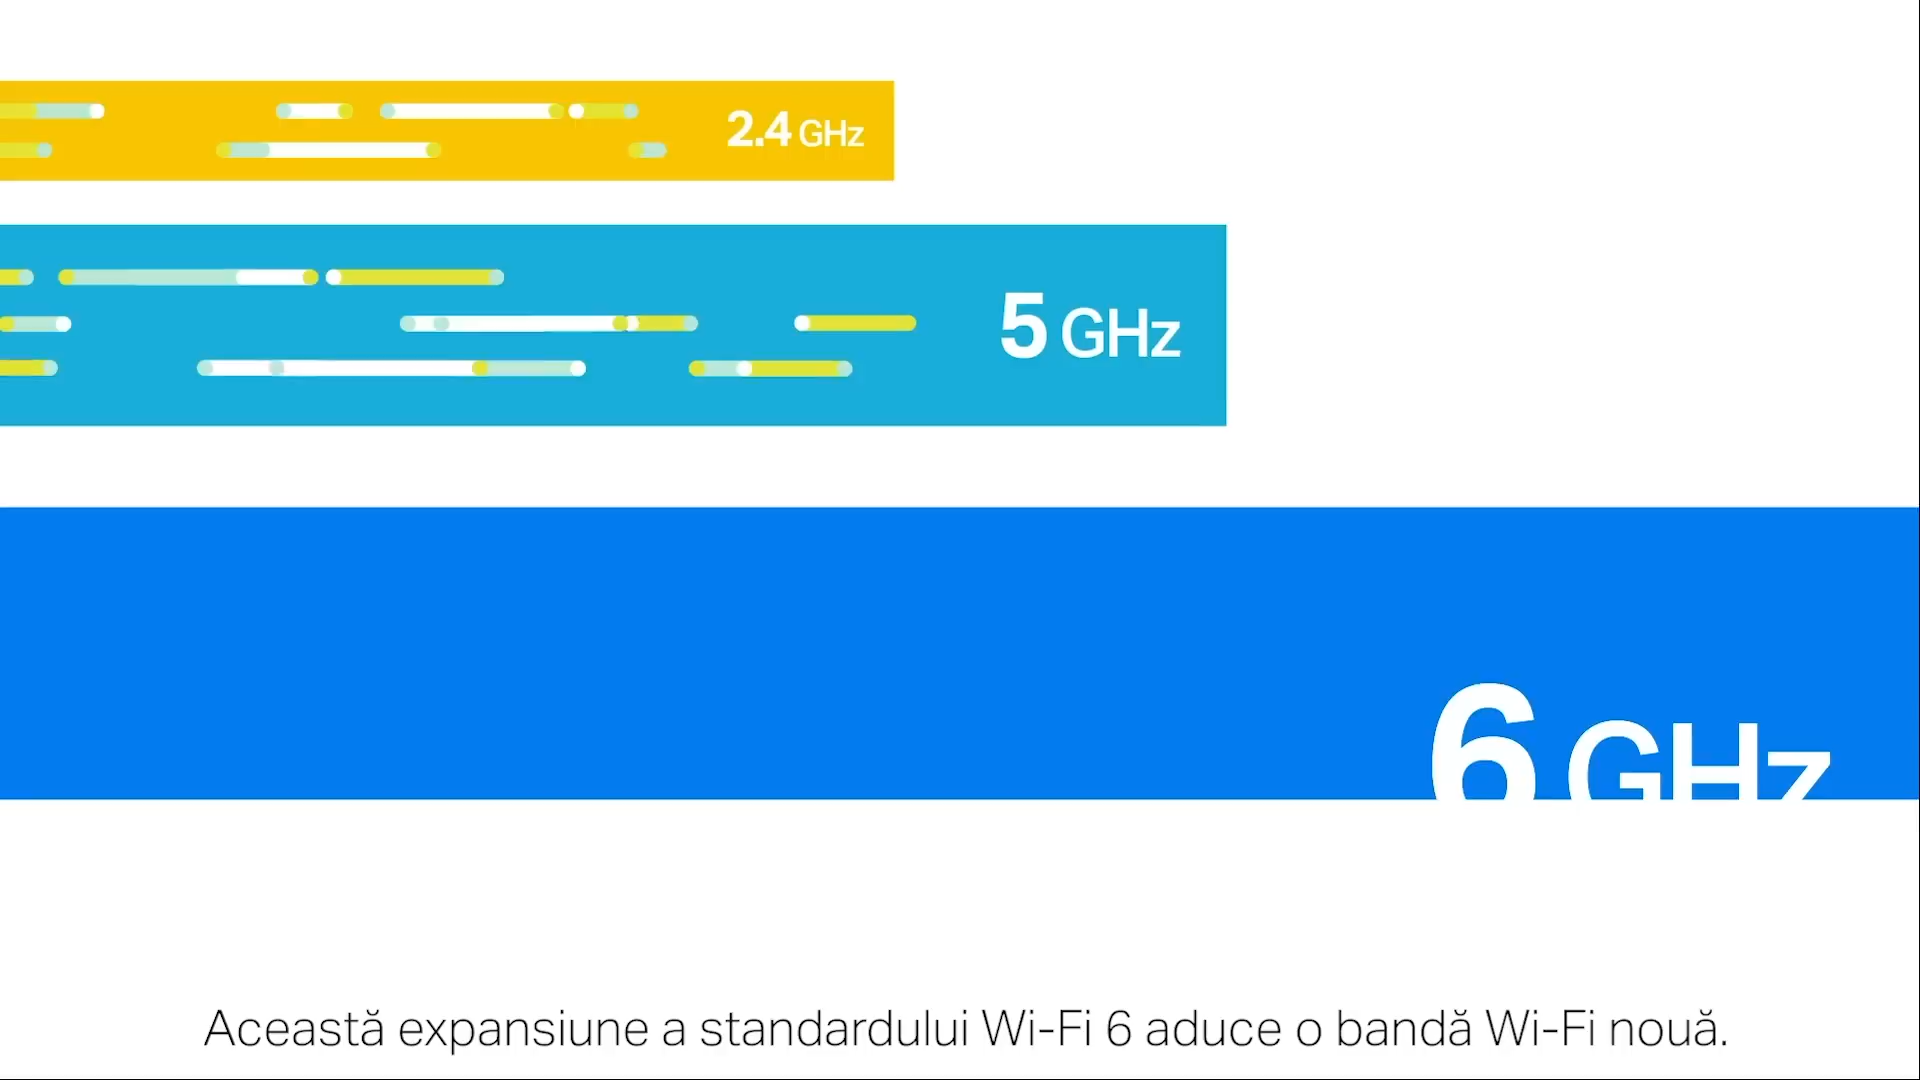 2.4 GHz
5 GHz
6 GHz
Această expansiune a standardului Wi-Fi 6 aduce o bandă Wi-Fi nouă.